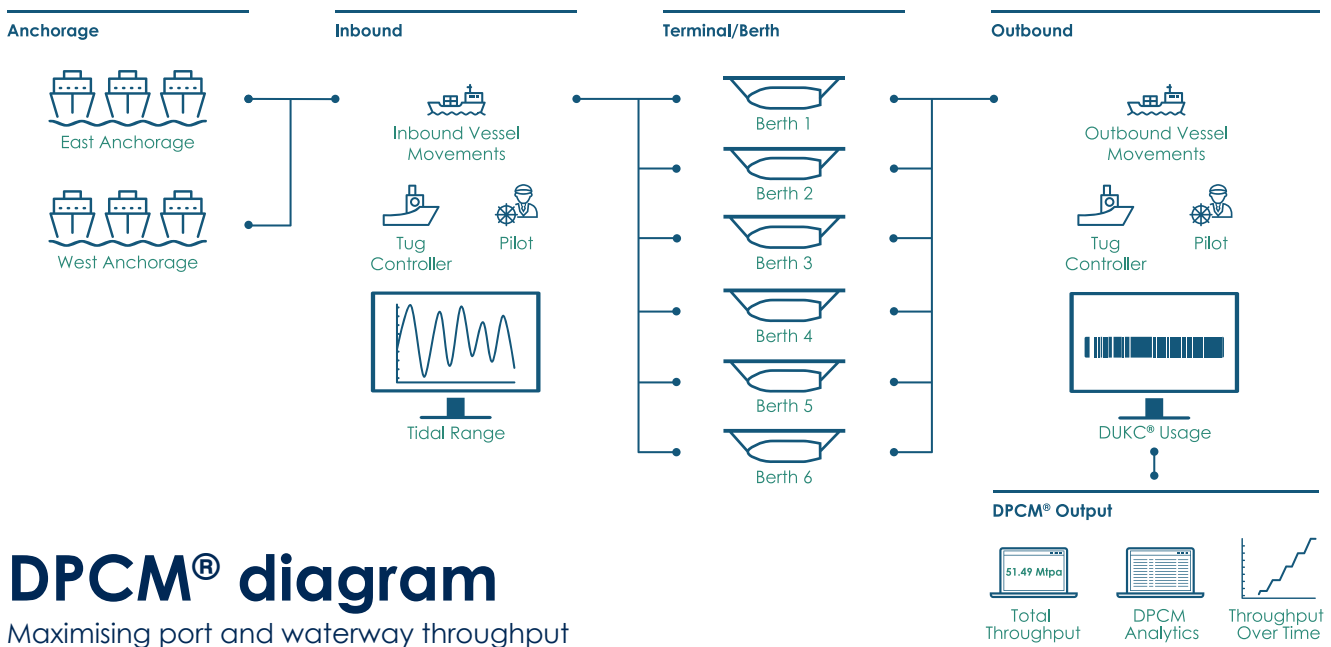 Anchorage
East Anchorage
West Anchorage
Inbound
Inbound Vessel
Movements
Tug
Controller
Pilot
Tidal Range
Terminal/Berth
Berth 1
Berth 2
Berth 3
Berth 4
Berth 5
Berth 6
Outbound
Outbound Vessel
Movements
Tug
Controller
Pilot
DUKC® Usage
DPCM® Output
51.49 Mtpa
Total
Throughput
DPCM
Analytics
Throughput
Over Time
DPCM® diagram
Maximising port and waterway throughput